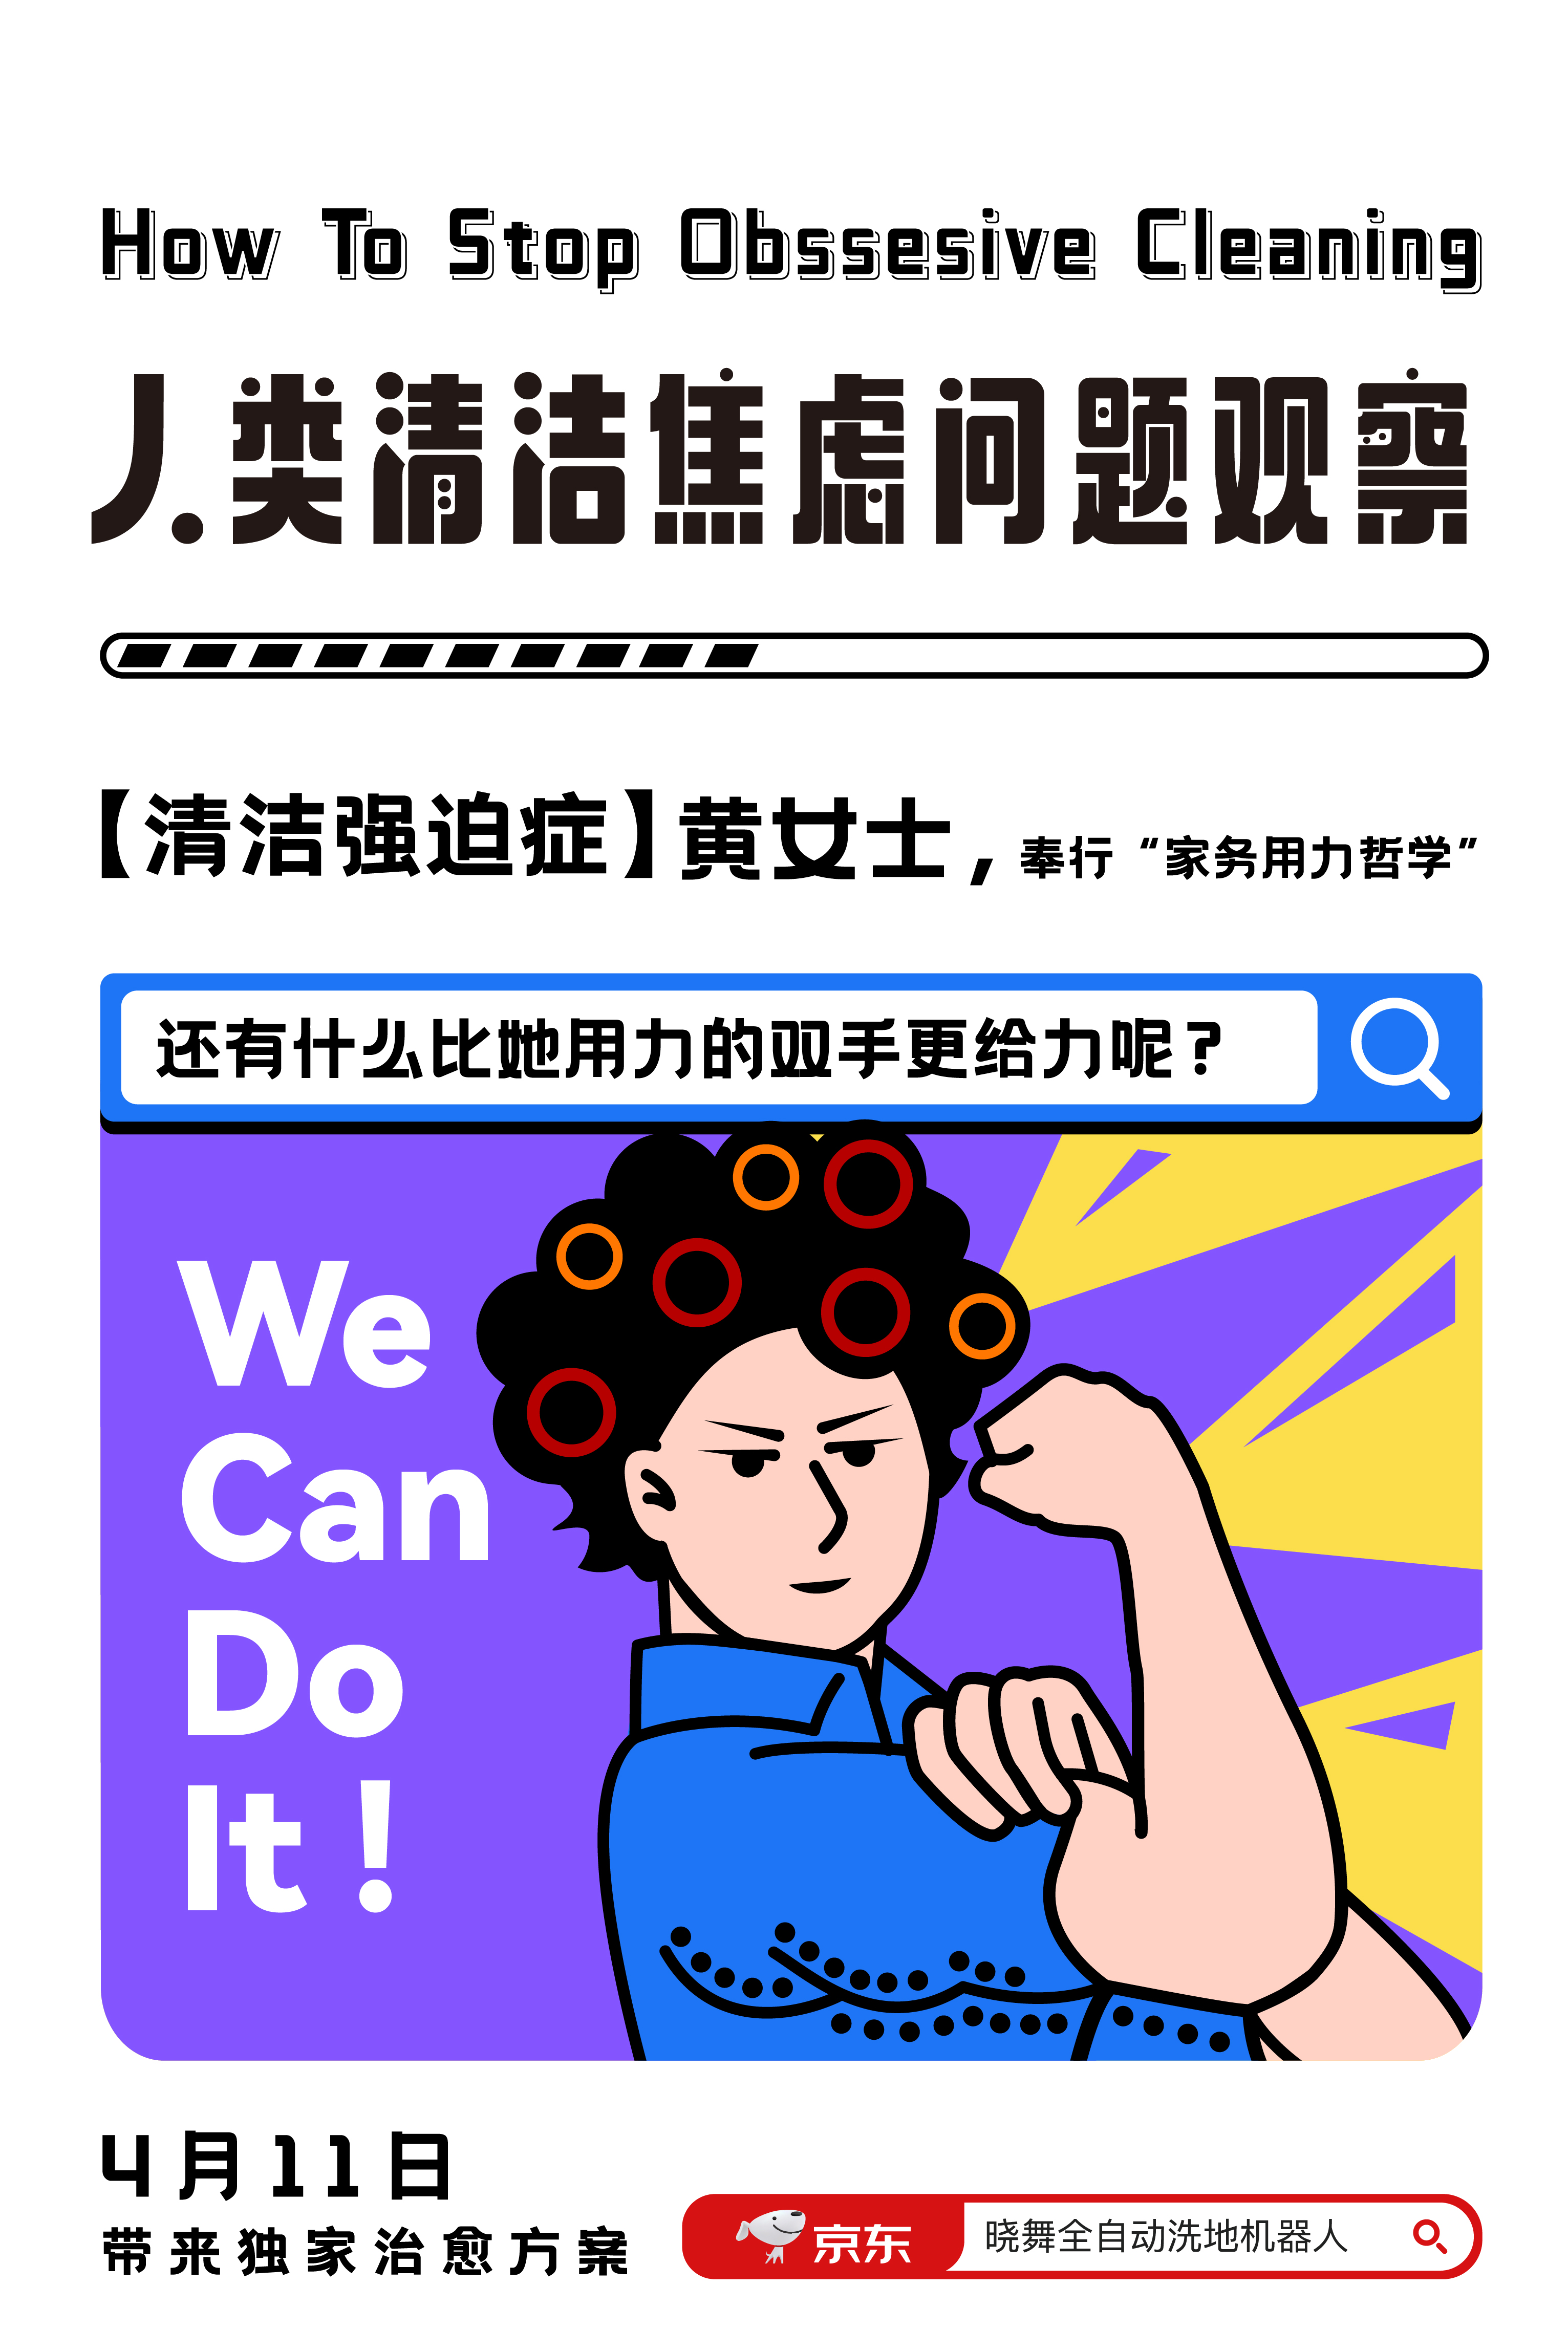 How To Stop Obssesive Cleaning
人类清洁焦虑问题观察
【清洁强迫症】黄女士，奉行“家务用力哲学”
还有什么比她用力的双手更给力呢？
We
Can
Do
It！
4月11日
带来独家治愈方案
京东 晓舞全自动洗地机器人